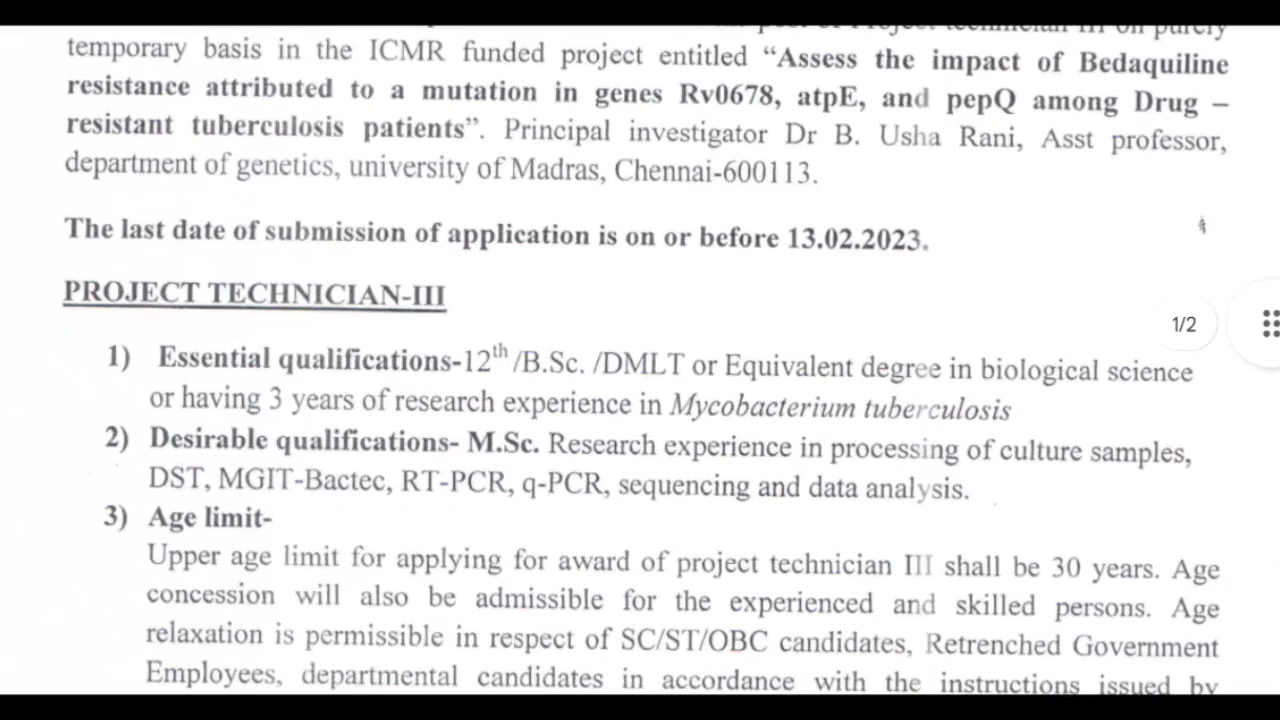 post of Project technician III on purely
temporary basis in the ICMR funded project entitled “Assess the impact of Bedaquiline
resistance attributed to a mutation in genes Rv0678, atpE, and pepQ among Drug –
resistant tuberculosis patients”. Principal investigator Dr B. Usha Rani, Asst professor,
department of genetics, university of Madras, Chennai-600113.
The last date of submission of application is on or before 13.02.2023.
1/2
PROJECT TECHNICIAN-III
1) Essential qualifications-12th /B.Sc. /DMLT or Equivalent degree in biological science
or having 3 years of research experience in Mycobacterium tuberculosis
2) Desirable qualifications- M.Sc. Research experience in processing of culture samples,
DST, MGIT-Bactec, RT-PCR, q-PCR, sequencing and data analysis.
3) Age limit-
Upper age limit for applying for award of project technician III shall be 30 years. Age
concession will also be admissible for the experienced and skilled persons. Age
relaxation is permissible in respect of SC/ST/OBC candidates, Retrenched Government
Employees, departmental candidates in accordance with the instructions issued by